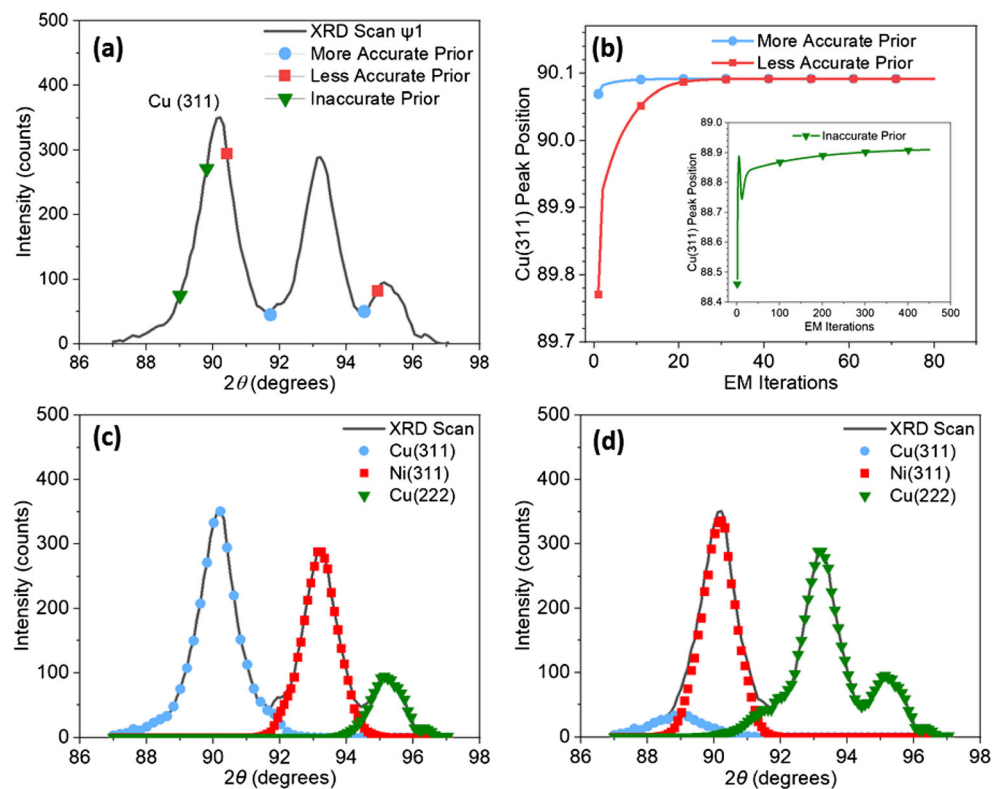 (a)
XRD Scan ψ1
More Accurate Prior
Less Accurate Prior
Inaccurate Prior
Cu (311)
Intensity (counts)
500
400
300
200
100
0
86 88 90 92 94 96 98
2θ (degrees)
(b)
More Accurate Prior
Less Accurate Prior
Cu(311) Peak Position
90.1
90.0
89.9
89.8
89.7
0 20 40 60 80
EM Iterations
Inaccurate Prior
Cu(311) Peak Position
89.0
88.9
88.8
88.7
88.6
88.5
88.4
0 100 200 300 400 500
EM Iterations
(c)
XRD Scan
Cu(311)
Ni(311)
Cu(222)
Intensity (counts)
500
400
300
200
100
0
86 88 90 92 94 96 98
2θ (degrees)
(d)
XRD Scan
Cu(311)
Ni(311)
Cu(222)
Intensity (counts)
500
400
300
200
100
0
86 88 90 92 94 96 98
2θ (degrees)